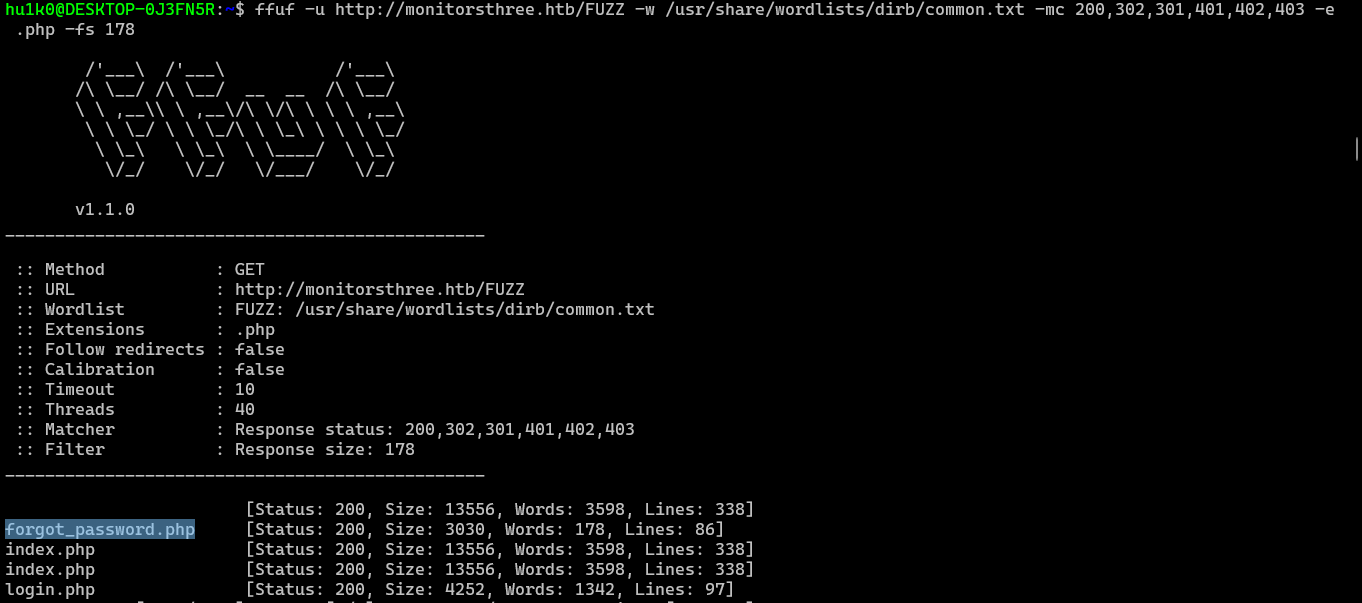 hu1k0@DESKTOP-0J3FN5R:~$ ffuf -u http://monitorsthree.htb/FUZZ -w /usr/share/wordlists/dirb/common.txt -mc 200,302,301,401,402,403 -e
 .php -fs 178

        /'___\  /'___\           /'___\
       /\ \__/ /\ \__/  __  __  /\ \__/
       \ \ ,__\\ \ ,__\/\ \/\ \ \ \ ,__\
        \ \ \_/ \ \ \_/\ \ \_\ \ \ \ \_/
         \ \_\   \ \_\  \ \____/  \ \_\
          \/_/    \/_/   \/___/    \/_/

       v1.1.0
________________________________________________

 :: Method           : GET
 :: URL              : http://monitorsthree.htb/FUZZ
 :: Wordlist         : FUZZ: /usr/share/wordlists/dirb/common.txt
 :: Extensions       : .php
 :: Follow redirects : false
 :: Calibration      : false
 :: Timeout          : 10
 :: Threads          : 40
 :: Matcher          : Response status: 200,302,301,401,402,403
 :: Filter           : Response size: 178
________________________________________________

                        [Status: 200, Size: 13556, Words: 3598, Lines: 338]
forgot_password.php     [Status: 200, Size: 3030, Words: 178, Lines: 86]
index.php               [Status: 200, Size: 13556, Words: 3598, Lines: 338]
index.php               [Status: 200, Size: 13556, Words: 3598, Lines: 338]
login.php               [Status: 200, Size: 4252, Words: 1342, Lines: 97]